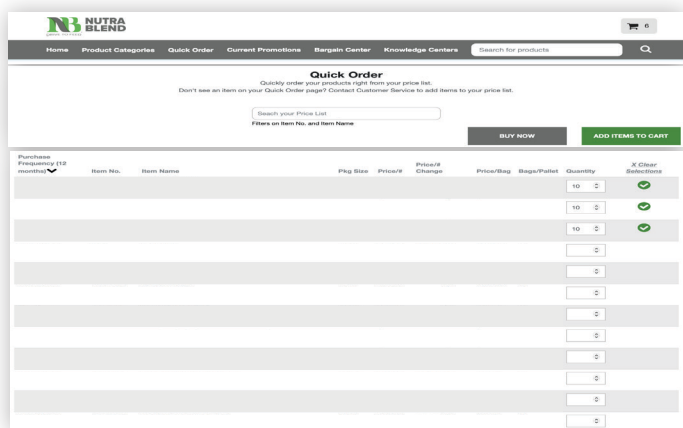 NB NUTRA
BLEND
6
Home Product Categories Quick Order Current Promotions Bargain Center Knowledge Centers Search for products
Quick Order
Quickly order your products right from your price list.
Don't see an item on your Quick Order page? Contact Customer Service to add items to your price list.
Seach your Price List
Filters on Item No. and Item Name
BUY NOW ADD ITEMS TO CART
Purchase
Frequency (12
months) Item No. Item Name Pkg Size Price/# Price/#
Change Price/Bag Bags/Pallet Quantity X Clear
Selections
10
10
10